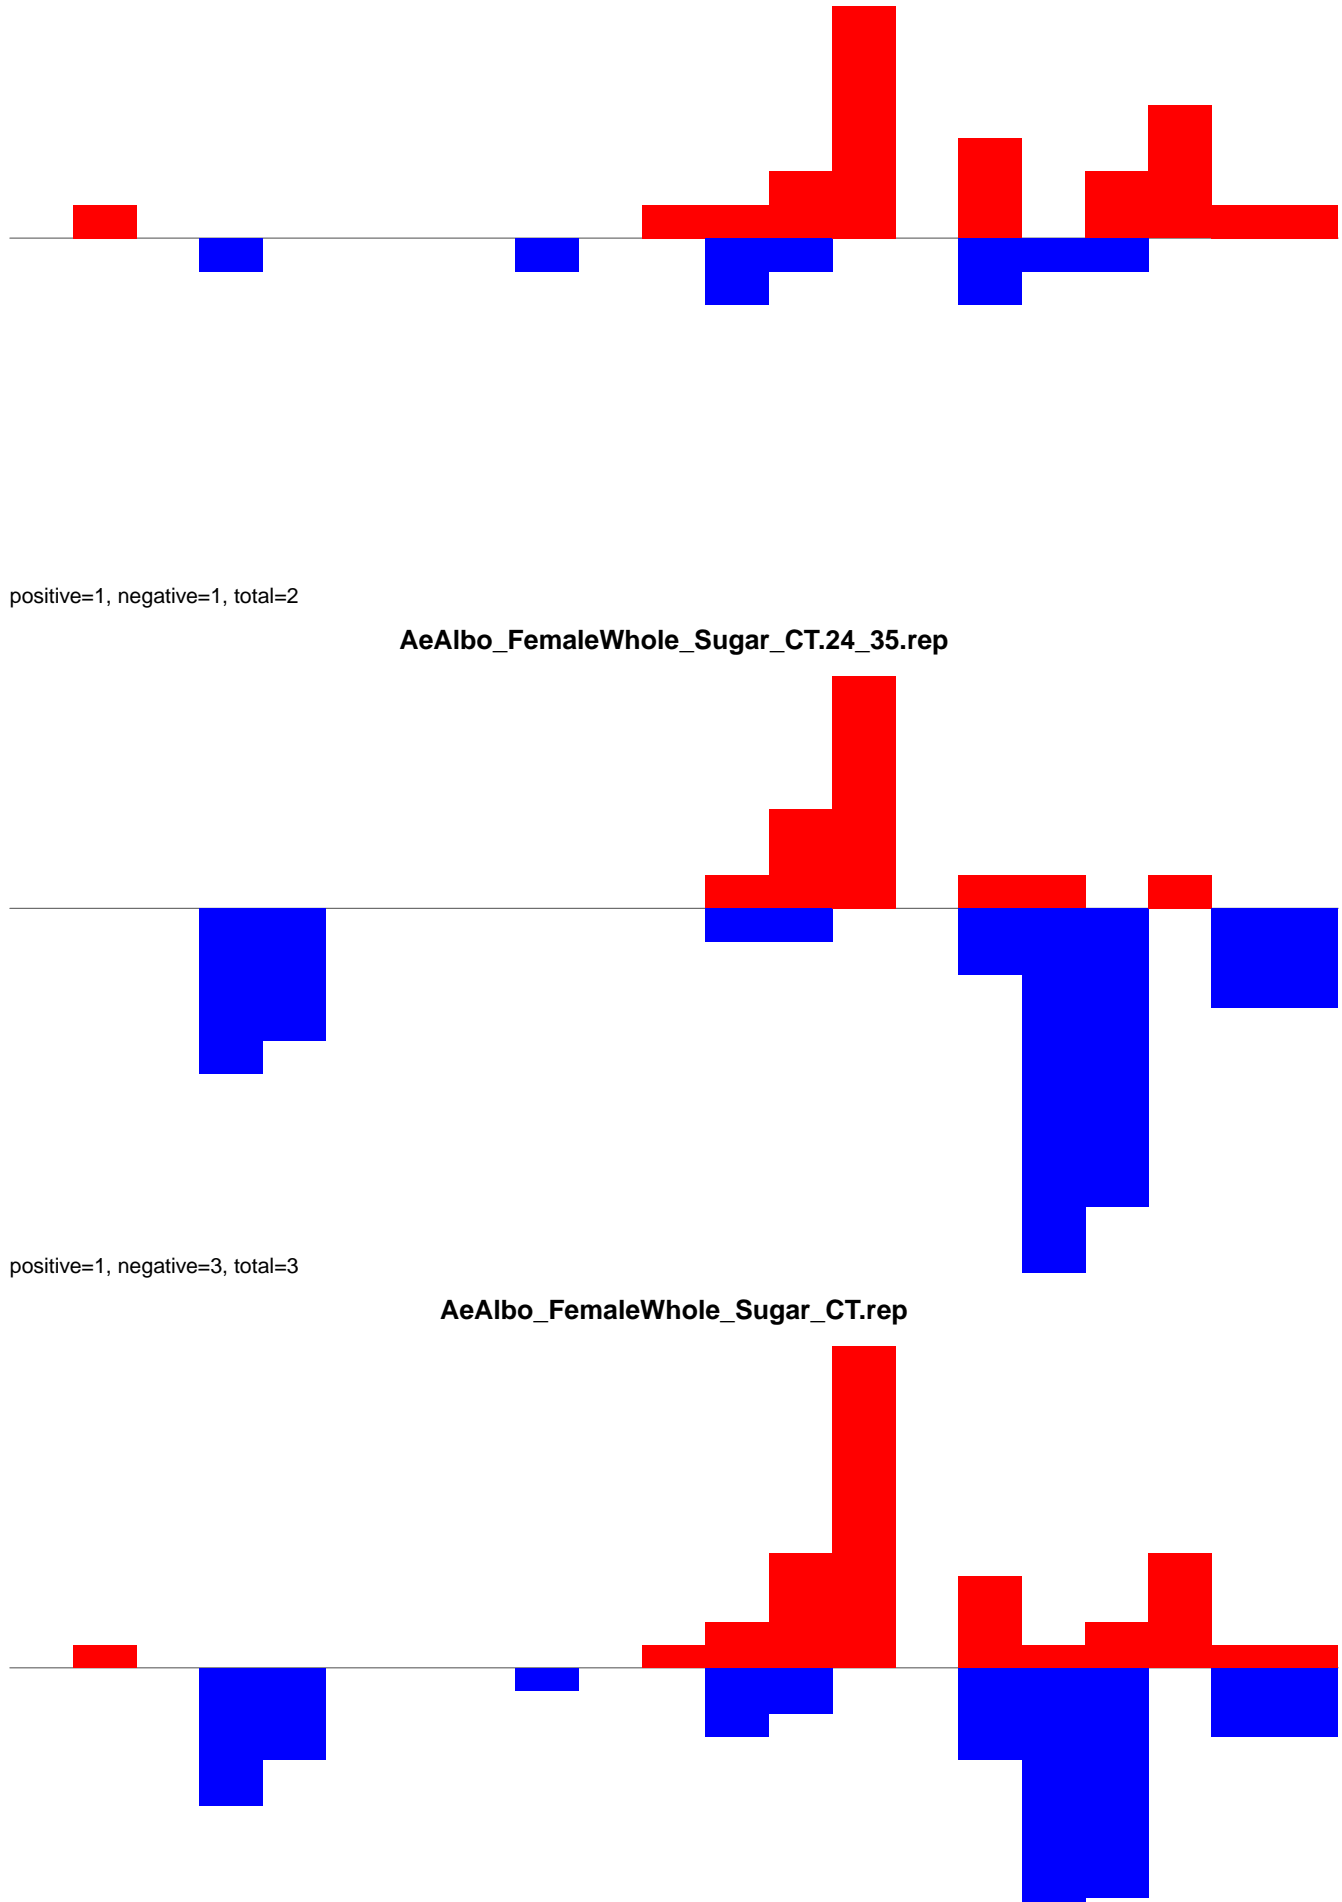 positive=1, negative=1, total=2
AeAlbo_FemaleWhole_Sugar_CT.24_35.rep
positive=1, negative=3, total=3
AeAlbo_FemaleWhole_Sugar_CT.rep